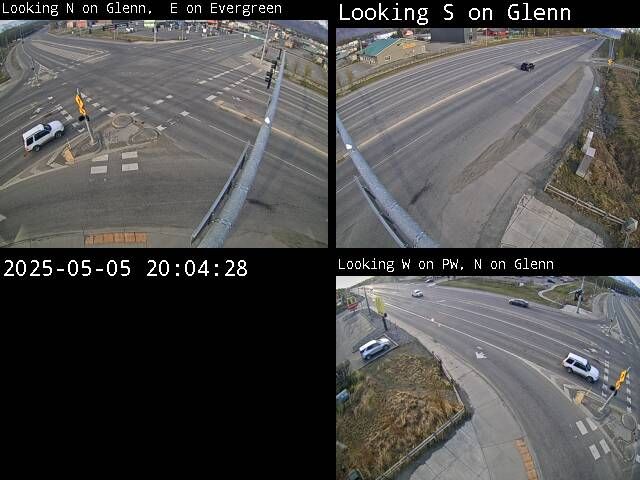 Looking N on Glenn,  E on Evergreen
Looking S on Glenn
2025-05-05 20:04:28
Looking W on PW, N on Glenn